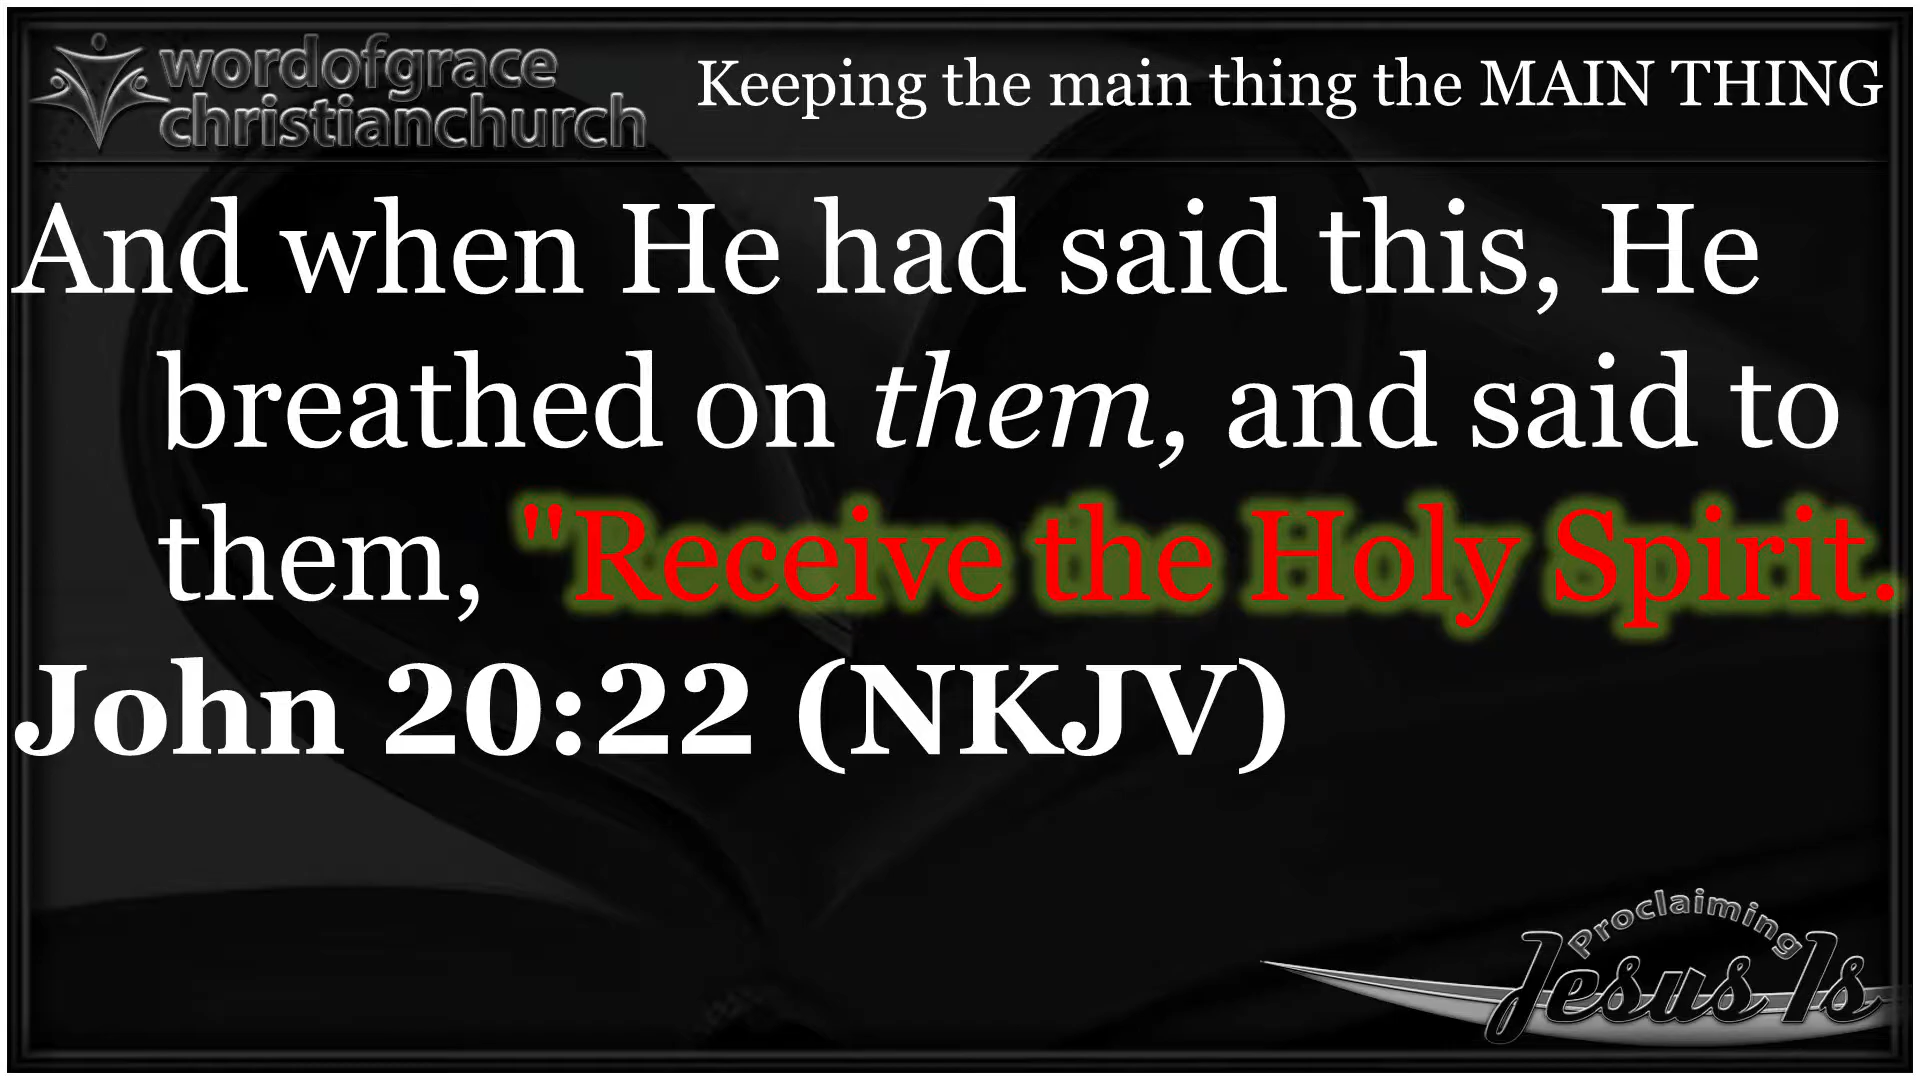 wordofgrace
christianchurch
Keeping the main thing the MAIN THING
And when He had said this, He
breathed on them, and said to
them, "Receive the Holy Spirit.
John 20:22 (NKJV)
Proclaiming
Jesus Is